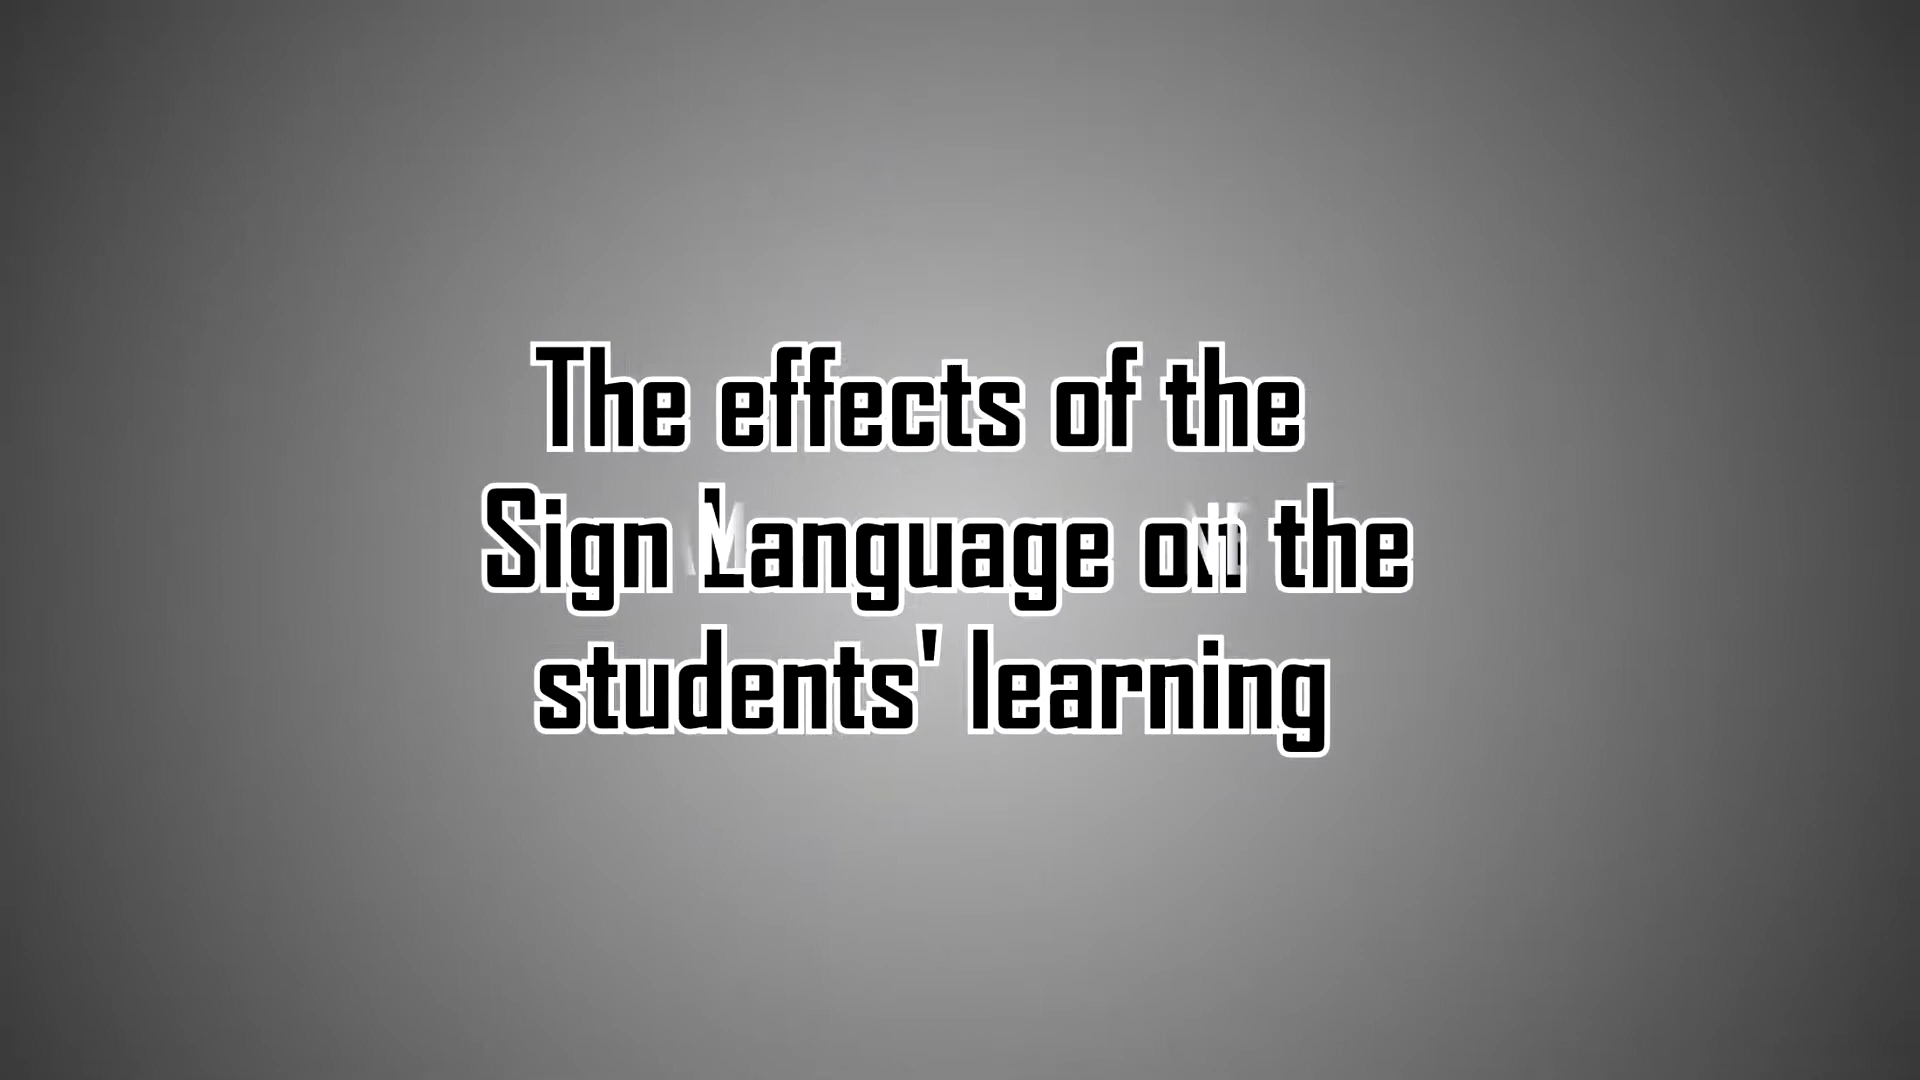 The effects of the
Sign Language on the
students' learning